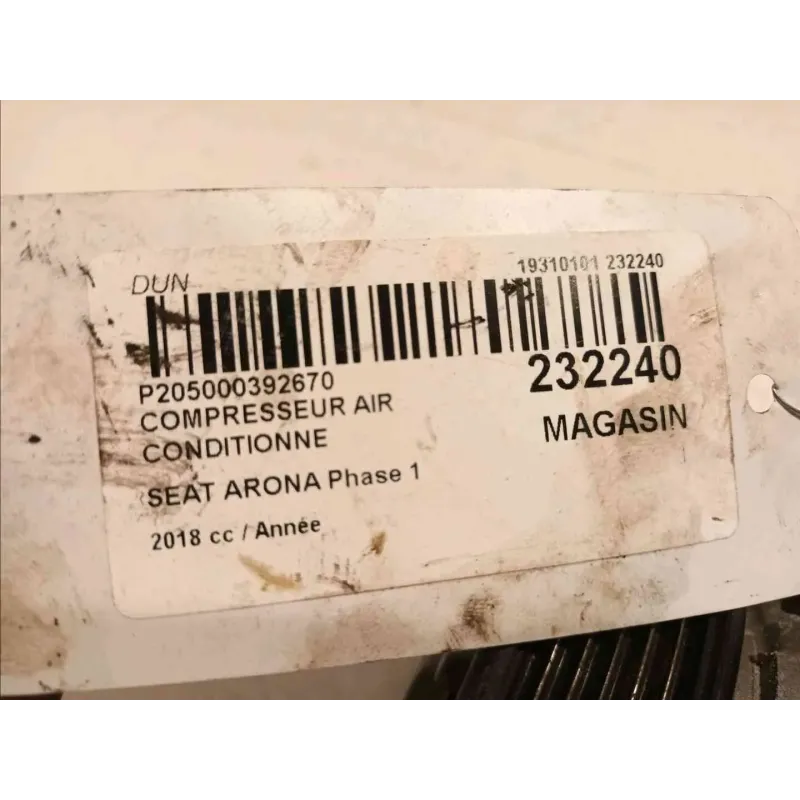 DUN
19310101 232240
P205000392670
232240
COMPRESSEUR AIR
CONDITIONNE
MAGASIN
SEAT ARONA Phase 1
2018 cc / Année